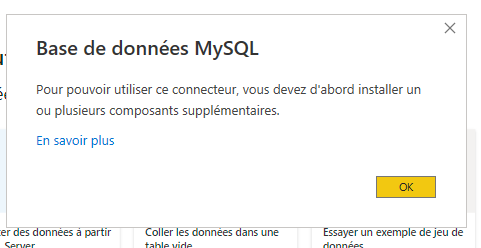 Base de données MySQL
Pour pouvoir utiliser ce connecteur, vous devez d'abord installer un
ou plusieurs composants supplémentaires.
En savoir plus
OK
des données à partir
Server
Coller les données dans une
table vide
Essayer un exemple de jeu de
données